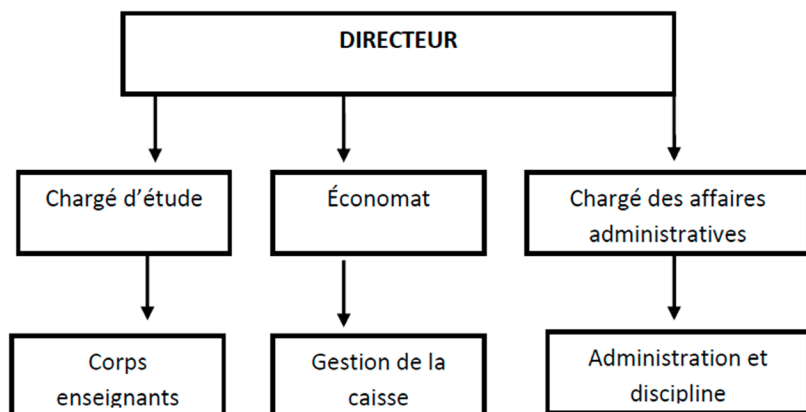 DIRECTEUR
Chargé d'étude
Économat
Chargé des affaires
administratives
Corps
enseignants
Gestion de la
caisse
Administration et
discipline